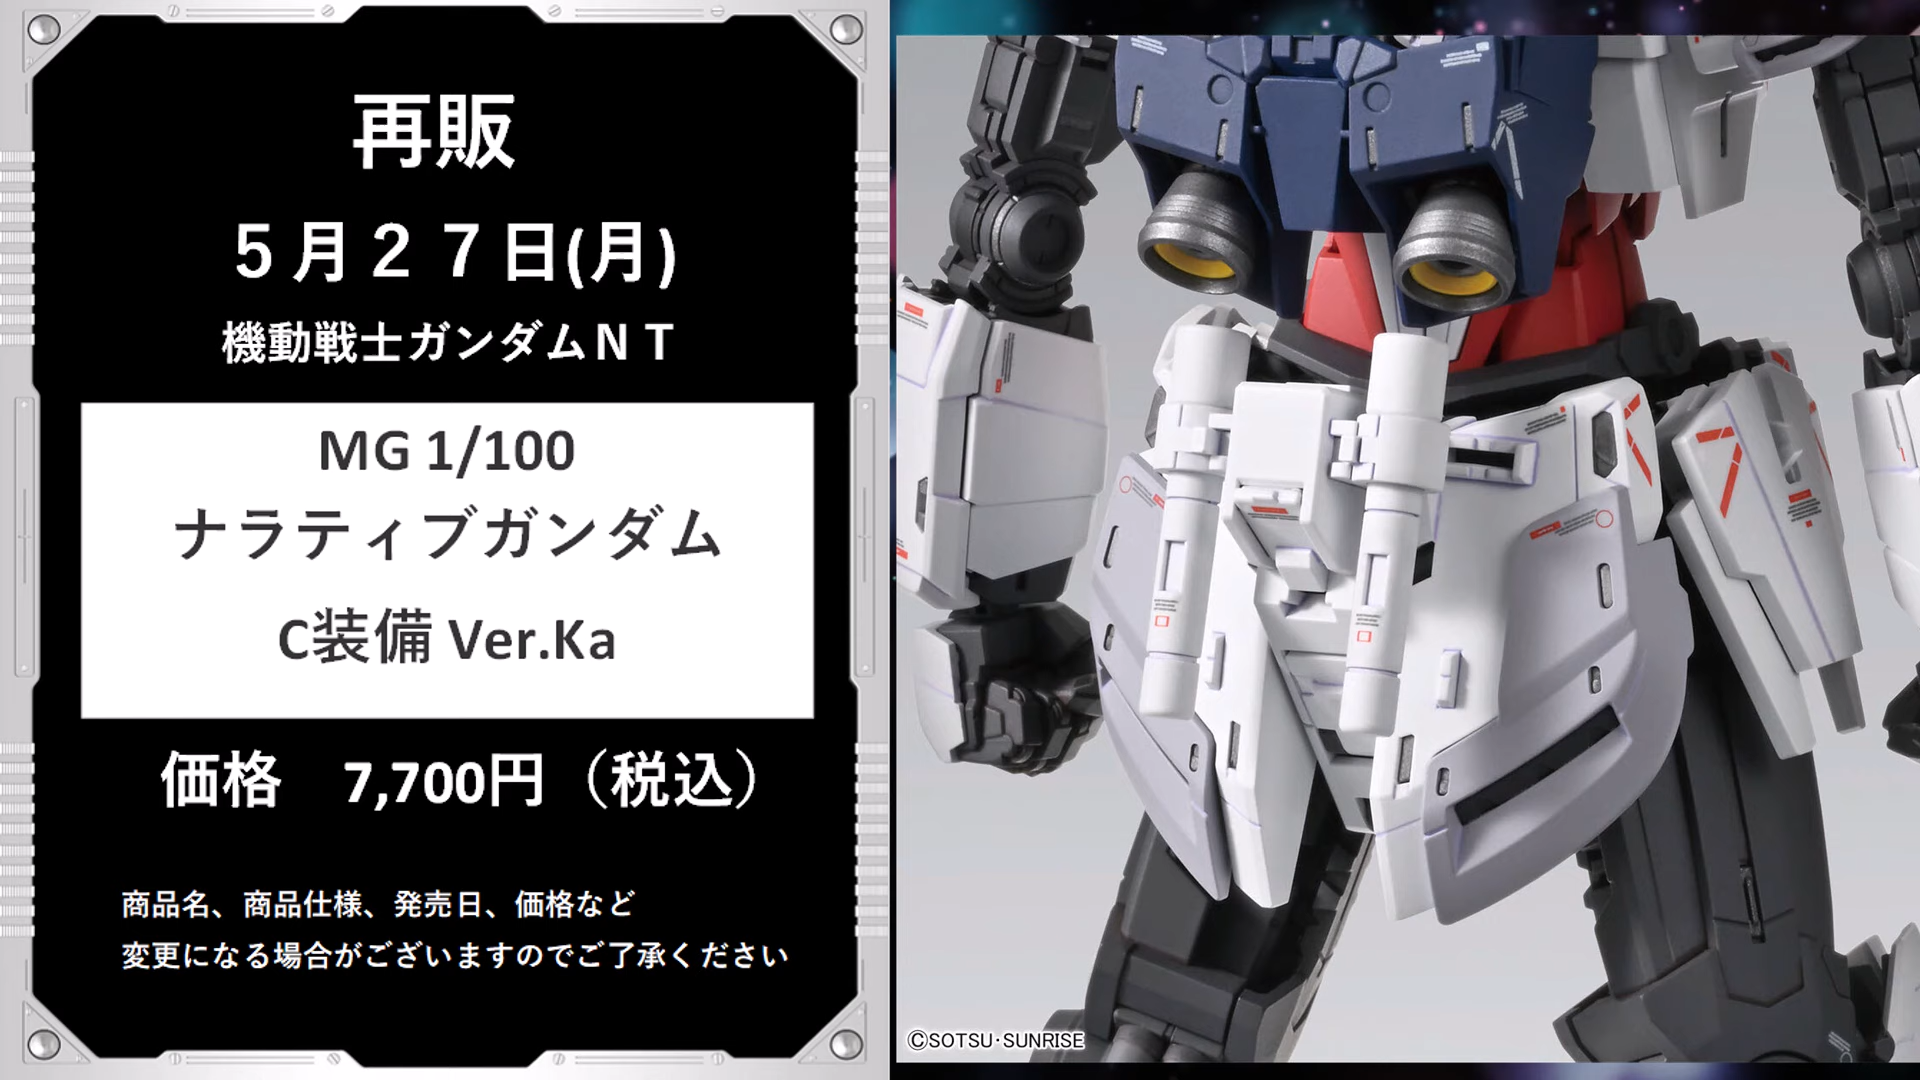 再販
５月２７日(月)
機動戦士ガンダムＮＴ
MG 1/100
ナラティブガンダム
C装備 Ver.Ka
価格　7,700円（税込）
商品名、商品仕様、発売日、価格など
変更になる場合がございますのでご了承ください
©SOTSU・SUNRISE